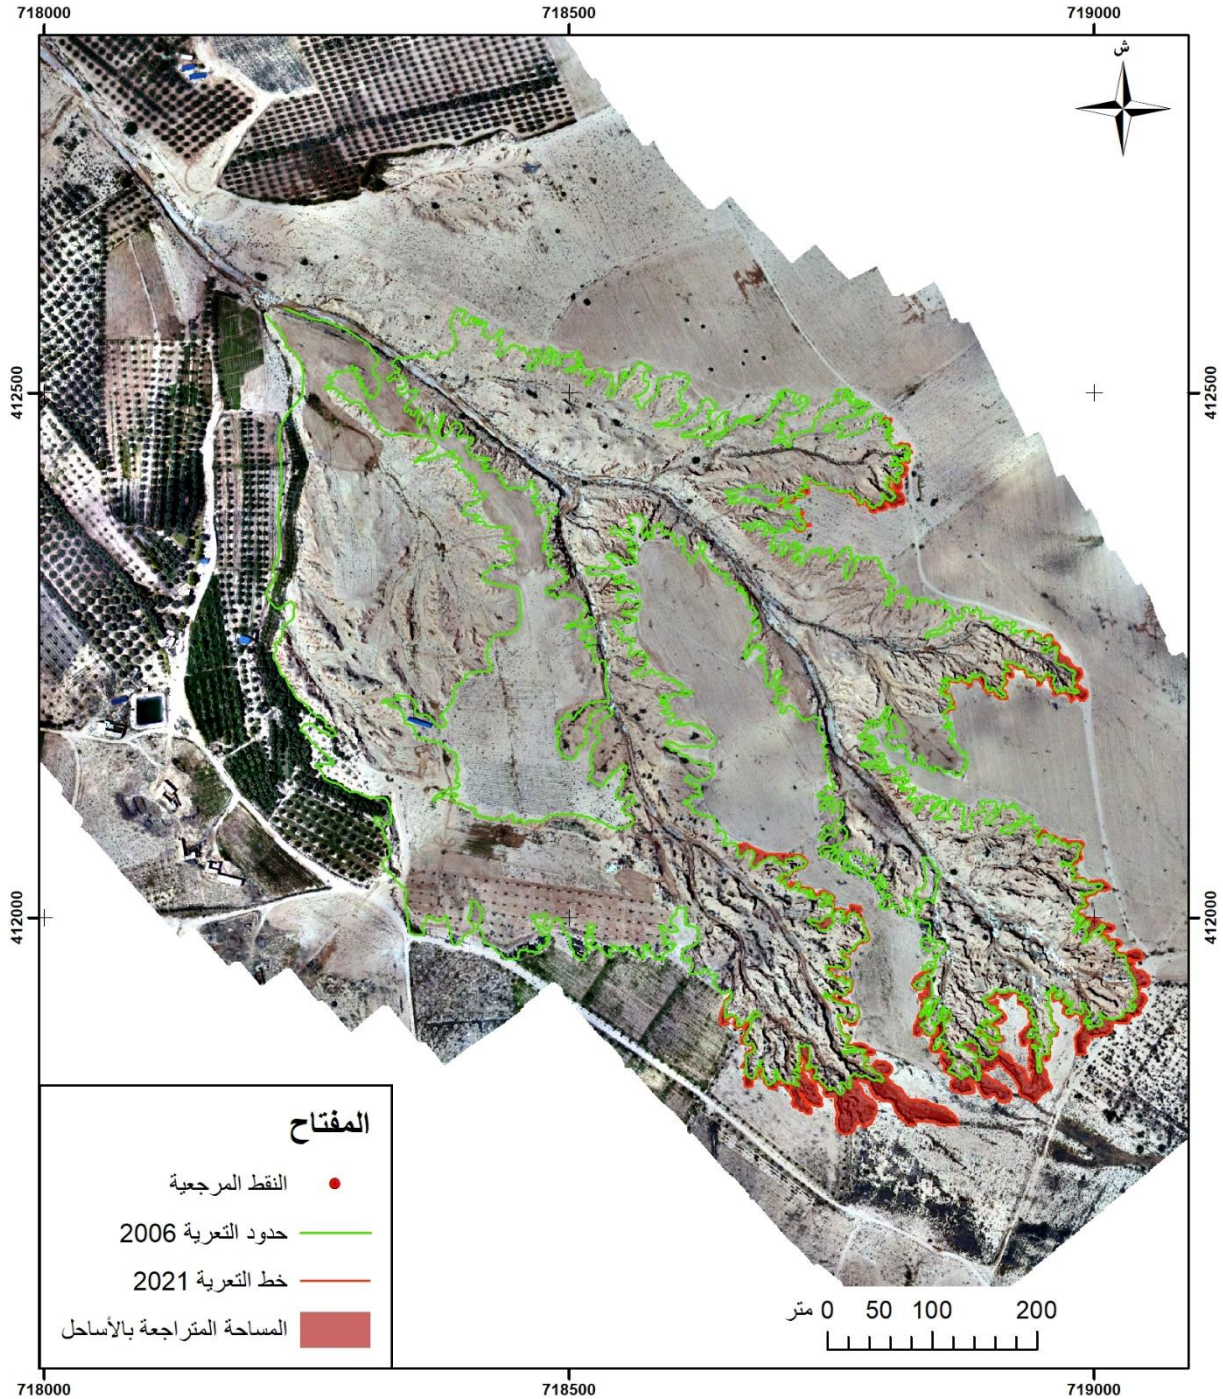 718000 718500 719000
ش
412500 412500
412000 412000
المفتاح
النقط المرجعية
حدود التعرية 2006
خط التعرية 2021
المساحة المتراجعة بالأساحل
متر 0 50 100 200
718000 718500 719000